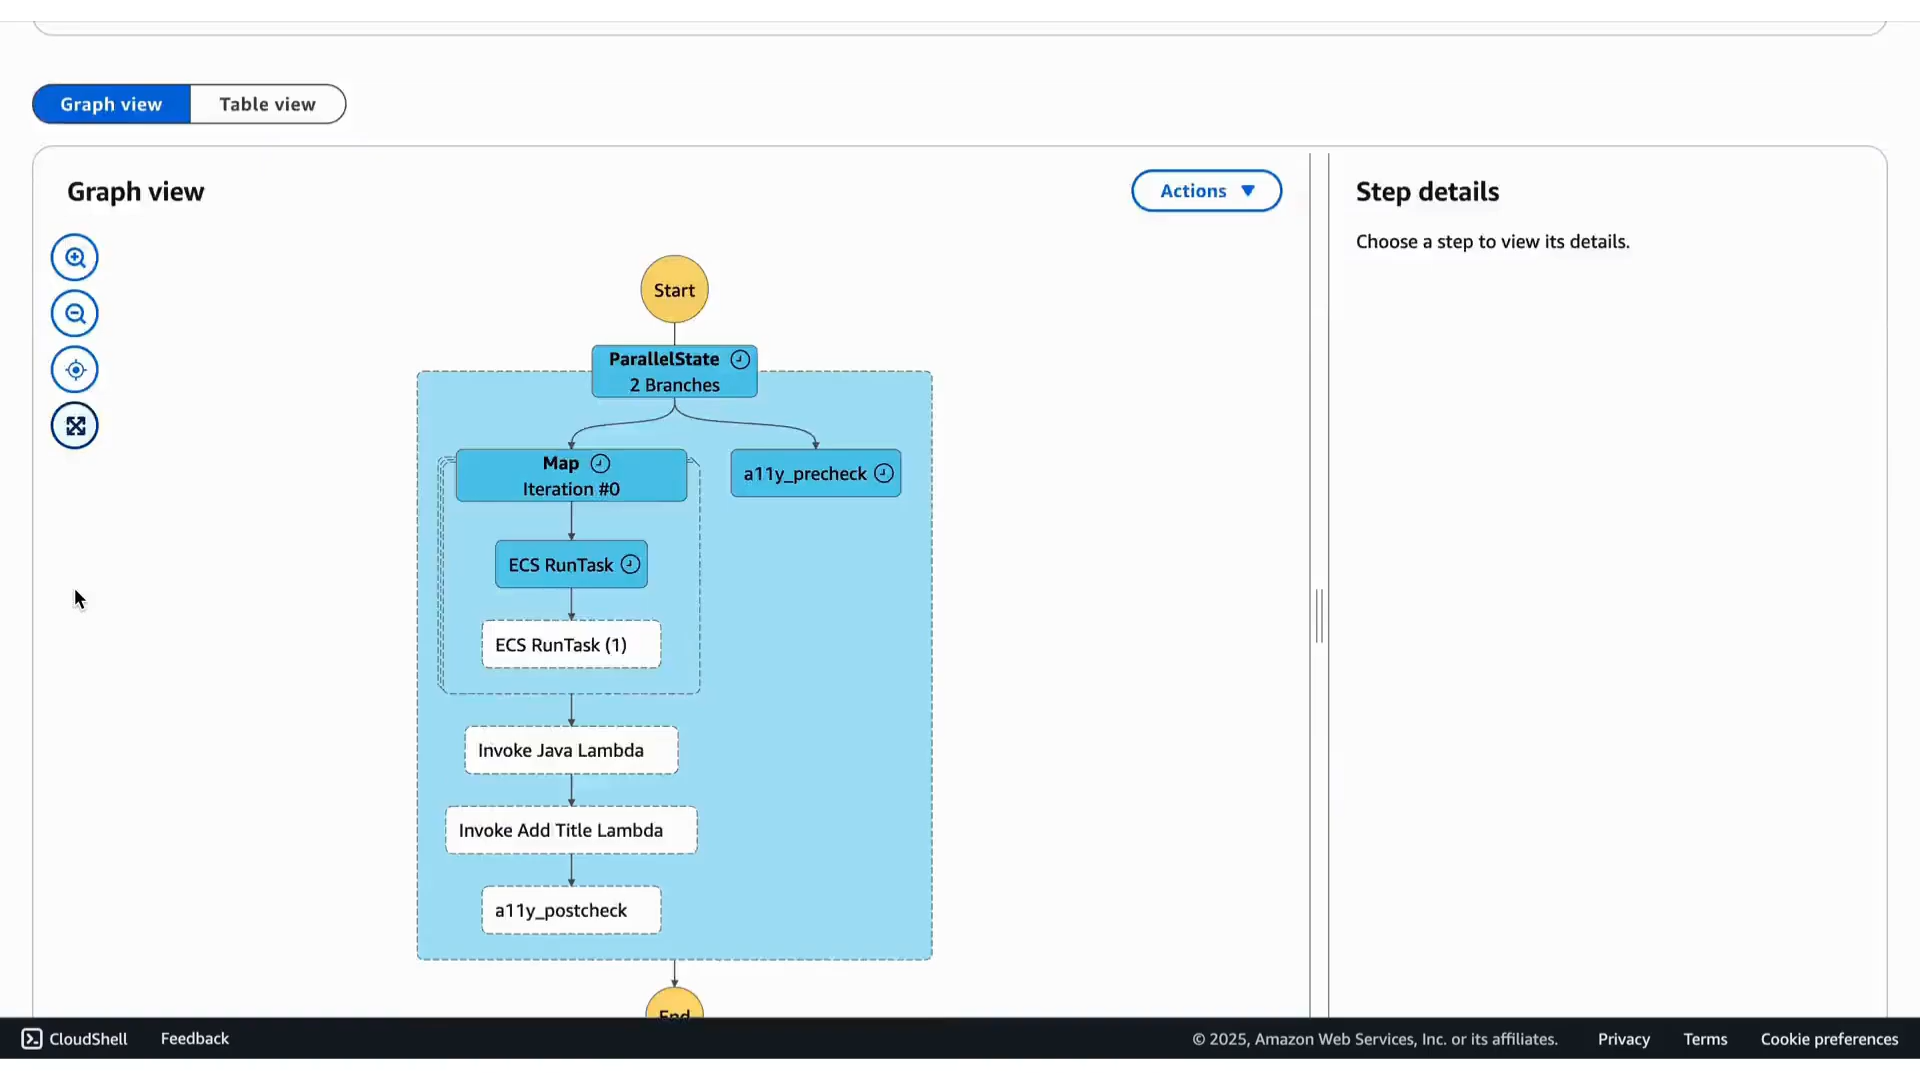 Graph view
Table view
Graph view
Actions
Step details
Choose a step to view its details.
Start
ParallelState
2 Branches
Map
Iteration #0
a11y_precheck
ECS RunTask
ECS RunTask (1)
Invoke Java Lambda
Invoke Add Title Lambda
a11y_postcheck
End
CloudShell
Feedback
© 2025, Amazon Web Services, Inc. or its affiliates.
Privacy
Terms
Cookie preferences